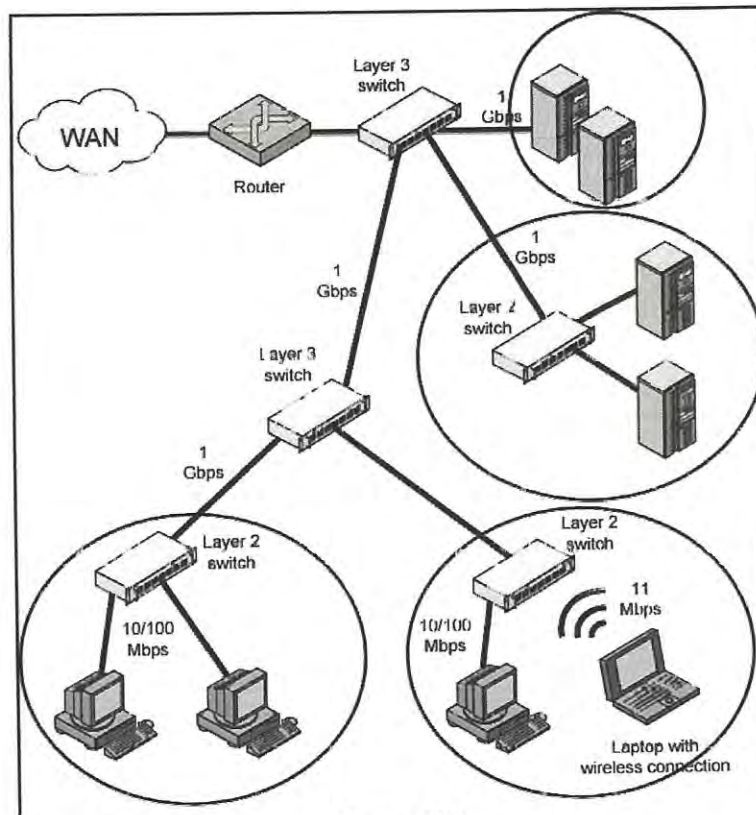 Layer 3
switch
1
Gbps
WAN
Router
1
Gbps
1
Gbps
Layer 2
switch
Layer 3
switch
1
Gbps
Layer 2
switch
Layer 2
switch
10/100
Mbps
10/100
Mbps
11
Mbps
Laptop with
wireless connection